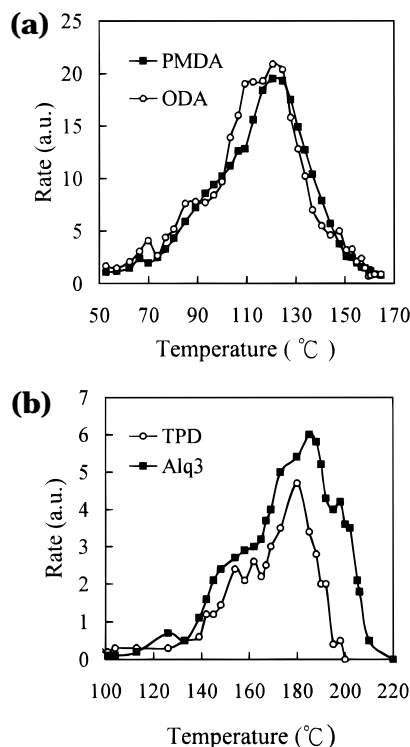 (a)
25
20
15
10
5
0
Rate (a.u.)
PMDA
ODA
50 70 90 110 130 150 170
Temperature ( ℃)
(b)
7
6
5
4
3
2
1
0
Rate (a.u.)
TPD
Alq3
100 120 140 160 180 200 220
Temperature (℃)